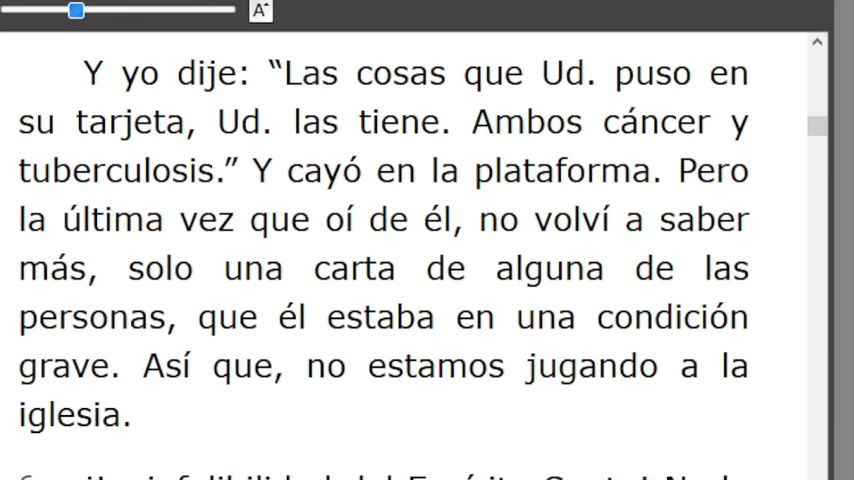 A
Y yo dije: “Las cosas que Ud. puso en
su tarjeta, Ud. las tiene. Ambos cáncer y
tuberculosis.” Y cayó en la plataforma. Pero
la última vez que oí de él, no volví a saber
más, solo una carta de alguna de las
personas, que él estaba en una condición
grave. Así que, no estamos jugando a la
iglesia.